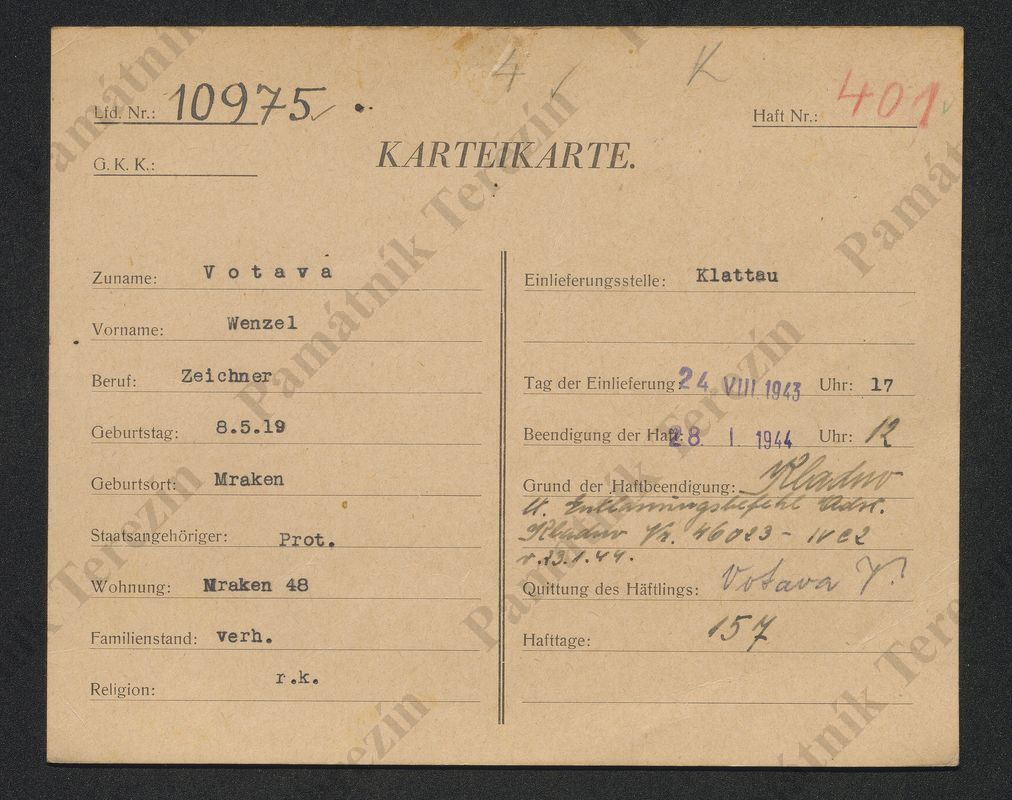 4 K
Lfd. Nr.: 10975
Haft Nr.: 401
G. K. K.:
KARTEIKARTE.
Zuname: Votava
Vorname: Wenzel
Beruf: Zeichner
Geburtstag: 8.5.19
Geburtsort: Mraken
Staatsangehöriger: Prot.
Wohnung: Mraken 48
Familienstand: verh.
Religion: r.k.
Einlieferungsstelle: Klattau
Tag der Einlieferung: 24. VIII. 1943 Uhr: 17
Beendigung der Haft: 28. I. 1944 Uhr: 12
Grund der Haftbeendigung: Kladno
lt. Entlassungsbefehl Adst.
Kladno Nr. 46023 - IV C2
v. 13.1.44.
Quittung des Häftlings: Votava V.
Hafttage: 157
Památník Terezín